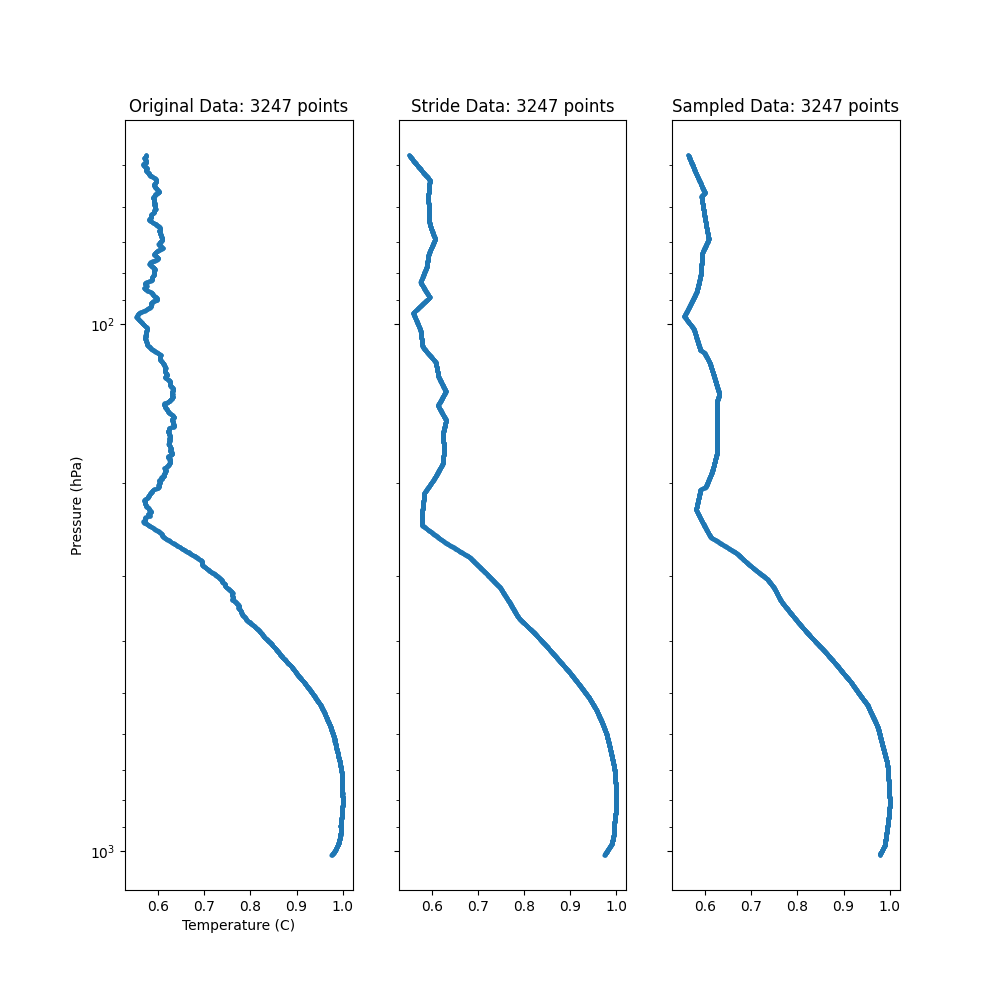 Original Data: 3247 points
Stride Data: 3247 points
Sampled Data: 3247 points
Pressure (hPa)
10²
10³
0.6 0.7 0.8 0.9 1.0
0.6 0.7 0.8 0.9 1.0
0.6 0.7 0.8 0.9 1.0
Temperature (C)